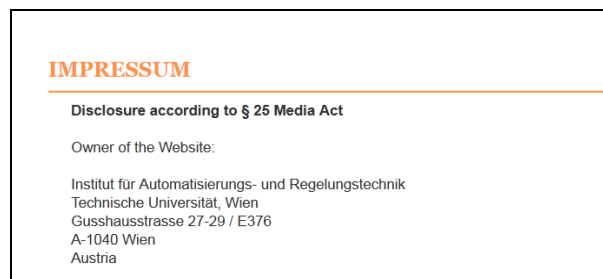 IMPRESSUM
Disclosure according to § 25 Media Act
Owner of the Website:
Institut für Automatisierungs- und Regelungstechnik
Technische Universität, Wien
Gusshausstrasse 27-29 / E376
A-1040 Wien
Austria